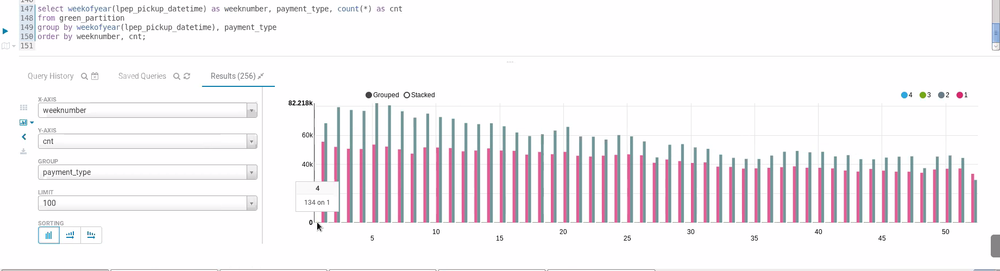 147 select weekofyear(lpep_pickup_datetime) as weeknumber, payment_type, count(*) as cnt
148 from green_partition
149 group by weekofyear(lpep_pickup_datetime), payment_type
150 order by weeknumber, cnt;
151
Query History Saved Queries Results (256)
X-AXIS
weeknumber
Y-AXIS
cnt
GROUP
payment_type
LIMIT
100
SORTING
Grouped Stacked 4 3 2 1
82.218k
60k
40k
4
134 on 1
0
5 10 15 20 25 30 35 40 45 50